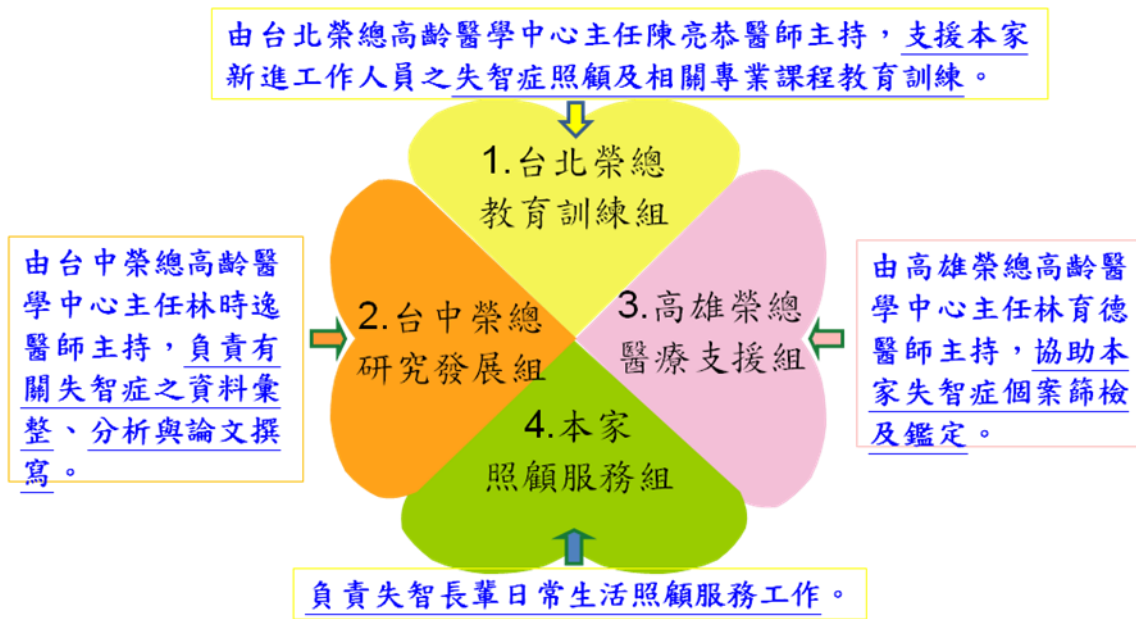 由台北榮總高齡醫學中心主任陳亮恭醫師主持，支援本家
新進工作人員之失智症照顧及相關專業課程教育訓練。
1.台北榮總
教育訓練組
由台中榮總高齡醫
學中心主任林時逸
醫師主持，負責有
關失智症之資料彙
整、分析與論文撰
寫。
2.台中榮總
研究發展組
3.高雄榮總
醫療支援組
由高雄榮總高齡醫
學中心主任林育德
醫師主持，協助本
家失智症個案篩檢
及鑑定。
4.本家
照顧服務組
負責失智長輩日常生活照顧服務工作。